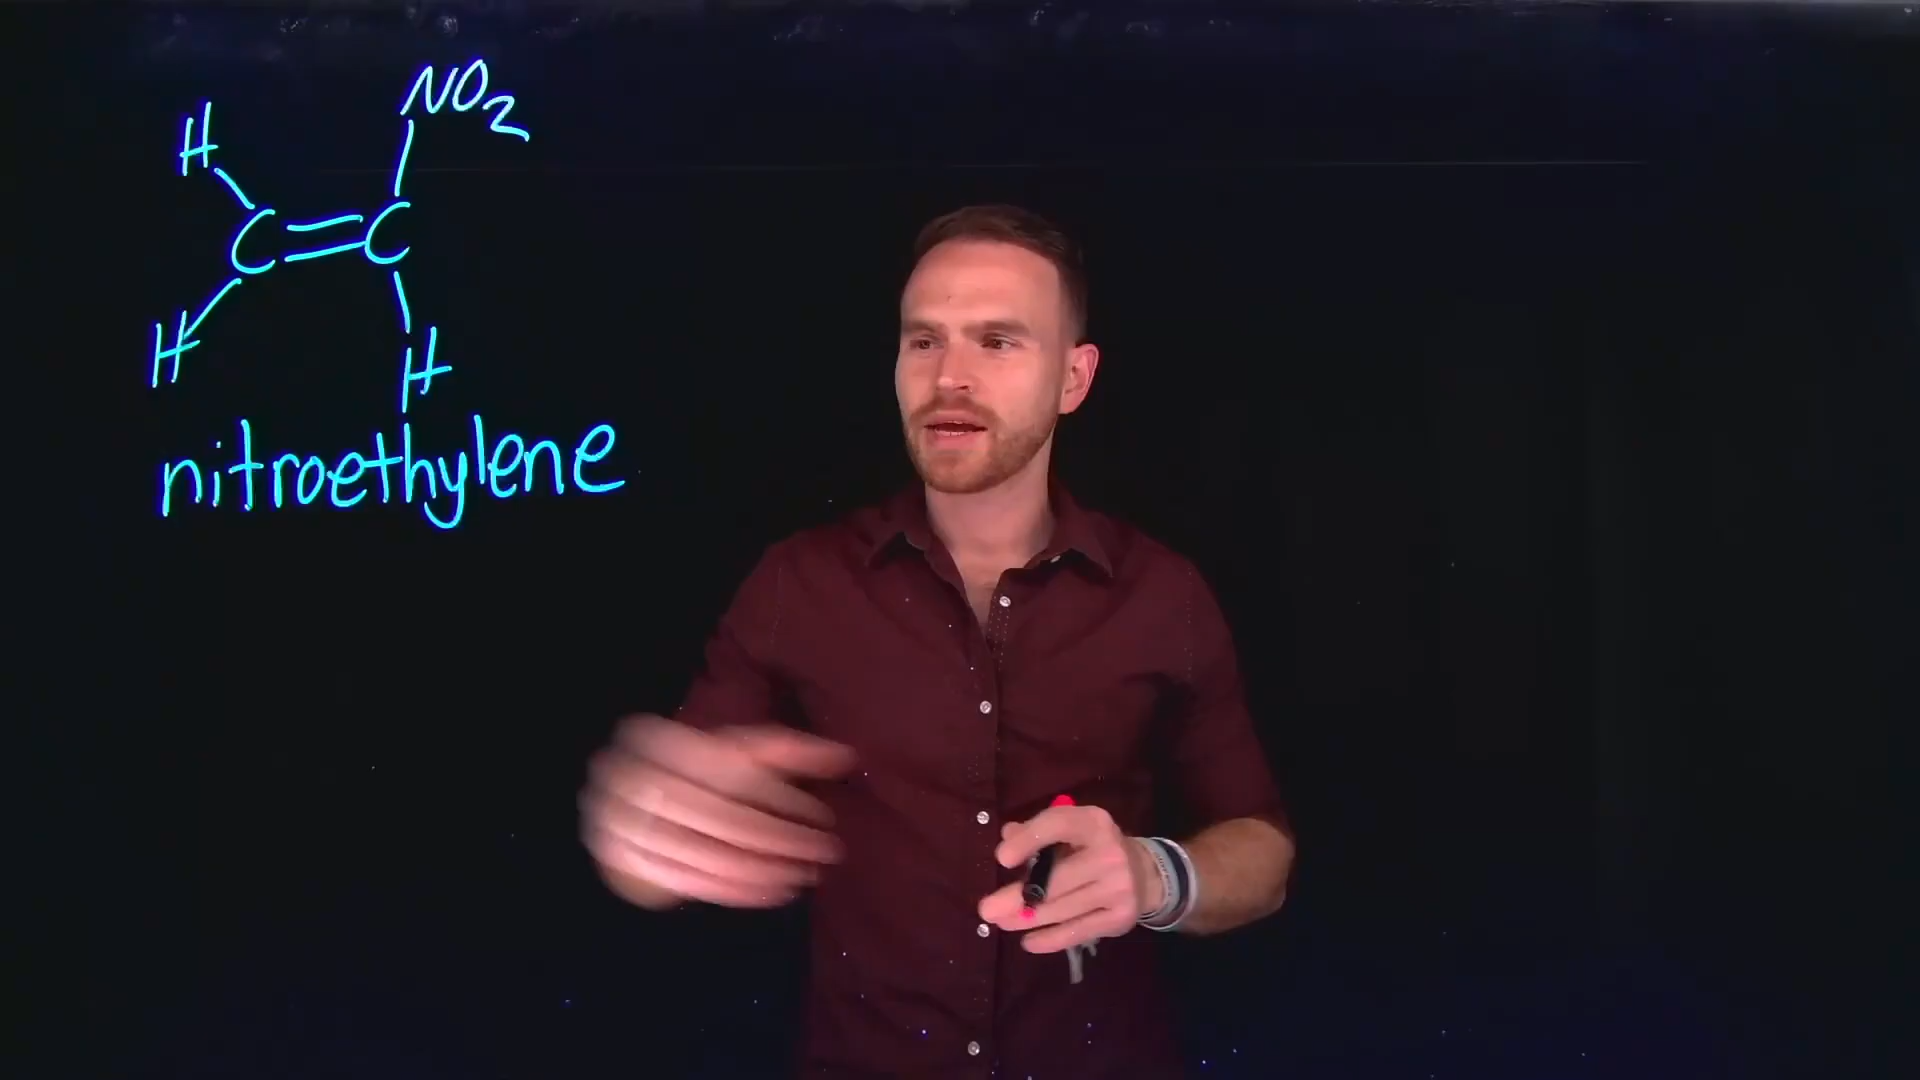 NO2
H
C=C
H
H
nitroethylene